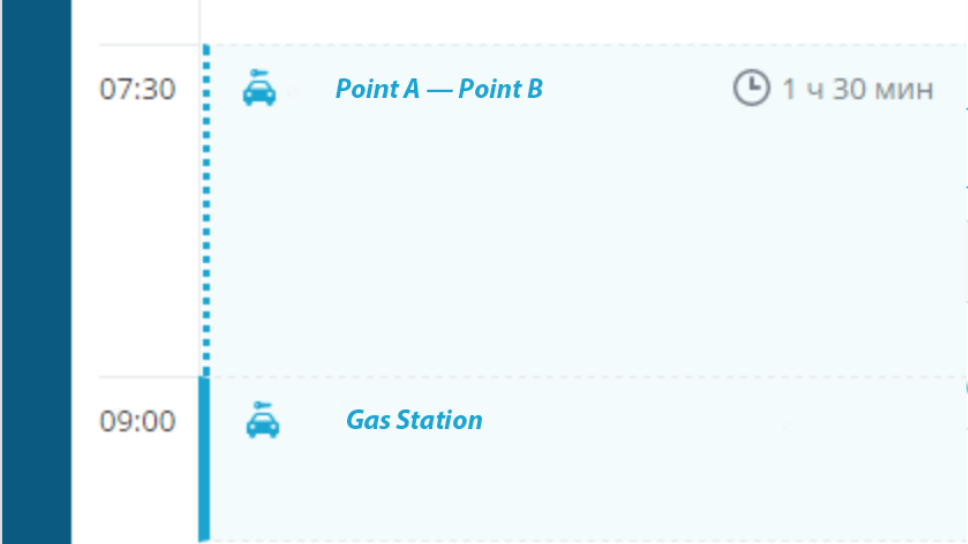 07:30 Point A — Point B 1 ч 30 мин
09:00 Gas Station